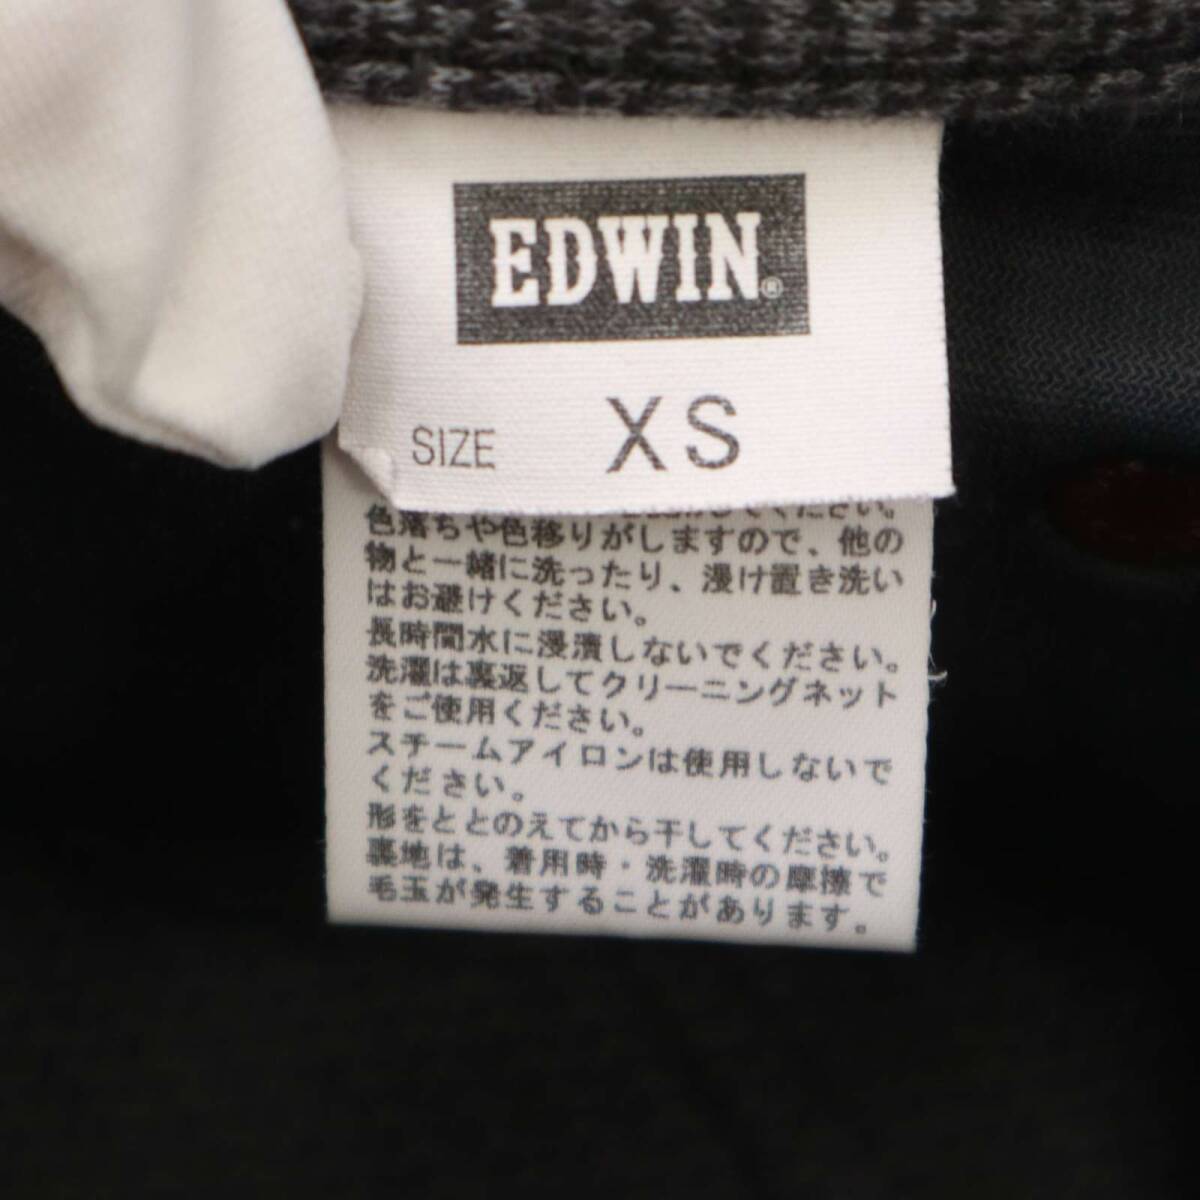 EDWIN®
SIZE XS
てください。
色落ちや色移りがしますので、他の
物と一緒に洗ったり、浸け置き洗い
はお避けください。
長時間水に浸漬しないでください。
洗濯は裏返してクリーニングネット
をご使用ください。
スチームアイロンは使用しないで
ください。
形をととのえてから干してください。
裏地は、着用時・洗濯時の摩擦で
毛玉が発生することがあります。